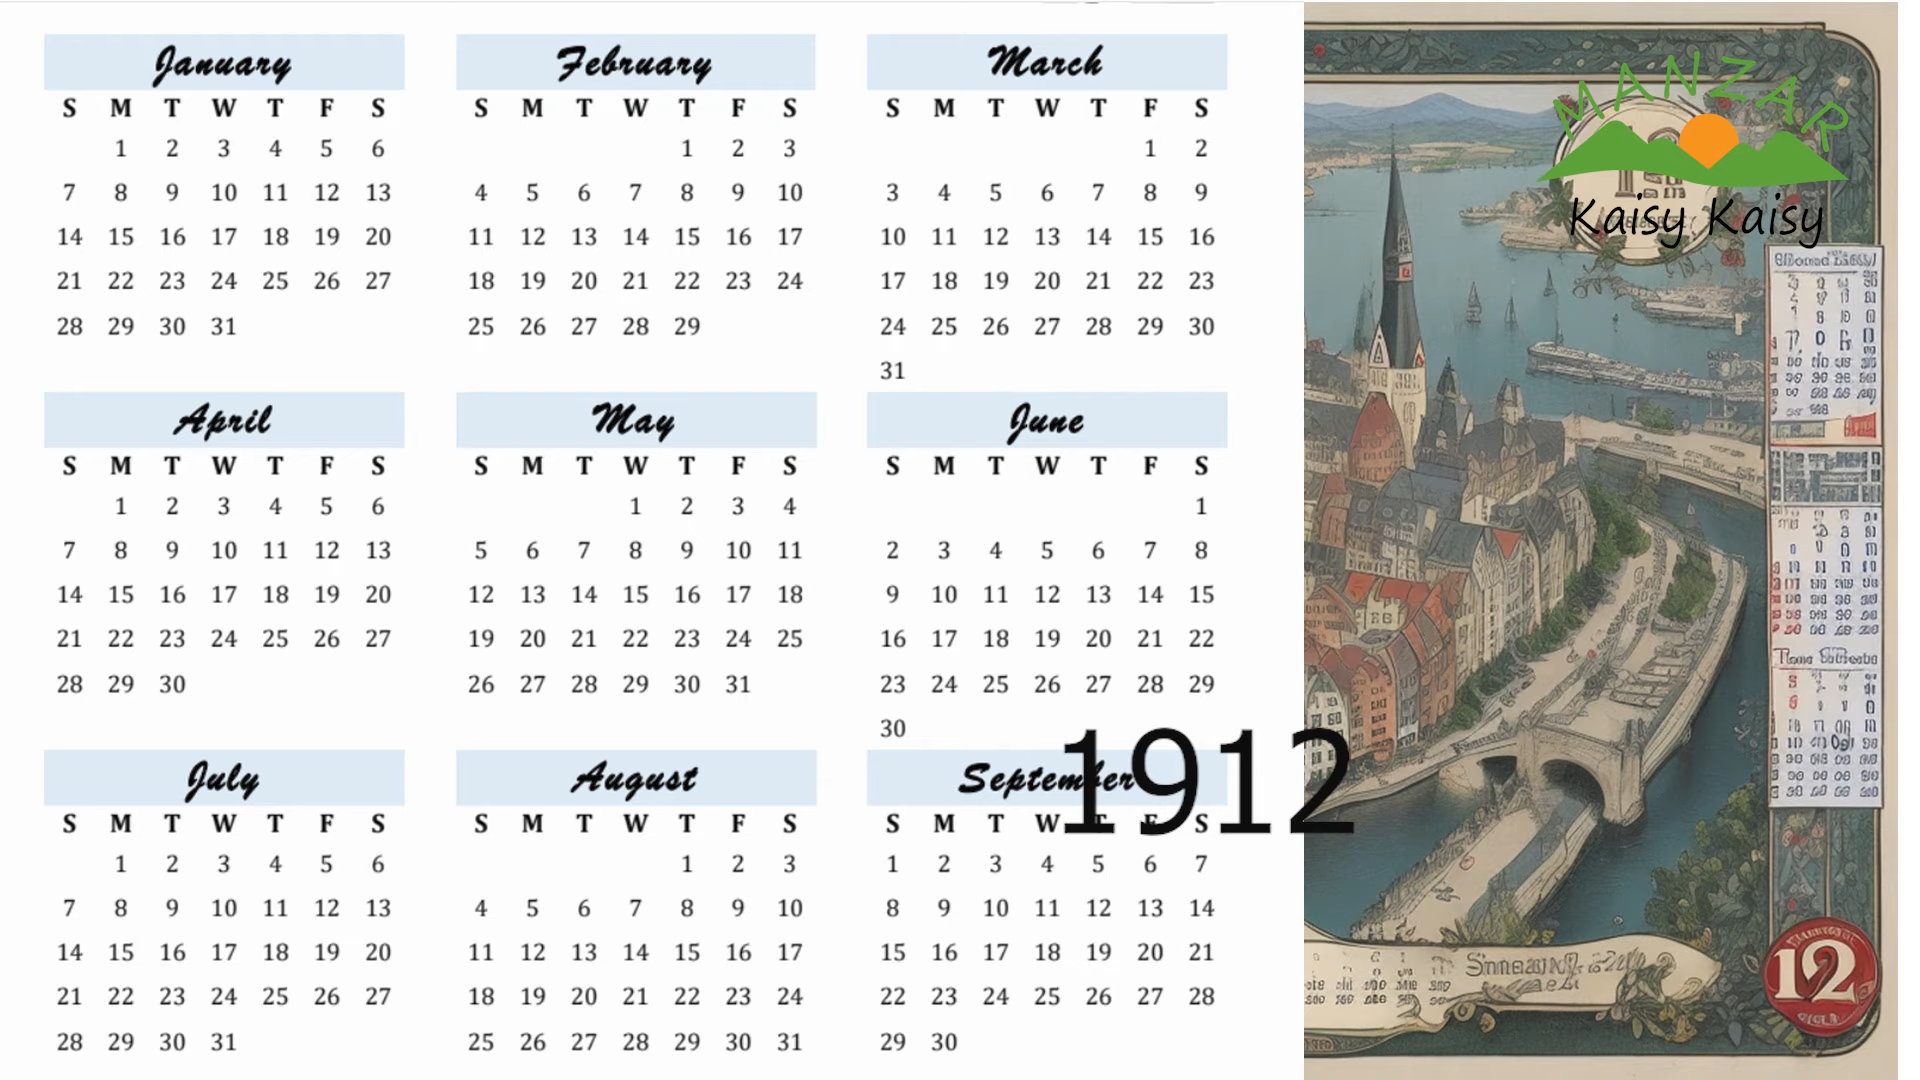 January February March
S M T W T F S S M T W T F S S M T W T F S
1 2 3 4 5 6 1 2 3 1 2
7 8 9 10 11 12 13 4 5 6 7 8 9 10 3 4 5 6 7 8 9
14 15 16 17 18 19 20 11 12 13 14 15 16 17 10 11 12 13 14 15 16
21 22 23 24 25 26 27 18 19 20 21 22 23 24 17 18 19 20 21 22 23
28 29 30 31 25 26 27 28 29 24 25 26 27 28 29 30
31
April May June
S M T W T F S S M T W T F S S M T W T F S
1 2 3 4 5 6 1 2 3 4 1
7 8 9 10 11 12 13 5 6 7 8 9 10 11 2 3 4 5 6 7 8
14 15 16 17 18 19 20 12 13 14 15 16 17 18 9 10 11 12 13 14 15
21 22 23 24 25 26 27 19 20 21 22 23 24 25 16 17 18 19 20 21 22
28 29 30 26 27 28 29 30 31 23 24 25 26 27 28 29
30
July August September
S M T W T F S S M T W T F S S M T W T F S
1 2 3 4 5 6 1 2 3 1 2 3 4 5 6 7
7 8 9 10 11 12 13 4 5 6 7 8 9 10 8 9 10 11 12 13 14
14 15 16 17 18 19 20 11 12 13 14 15 16 17 15 16 17 18 19 20 21
21 22 23 24 25 26 27 18 19 20 21 22 23 24 22 23 24 25 26 27 28
28 29 30 31 25 26 27 28 29 30 31 29 30
1912
MANZAR
Kaisy Kaisy
12